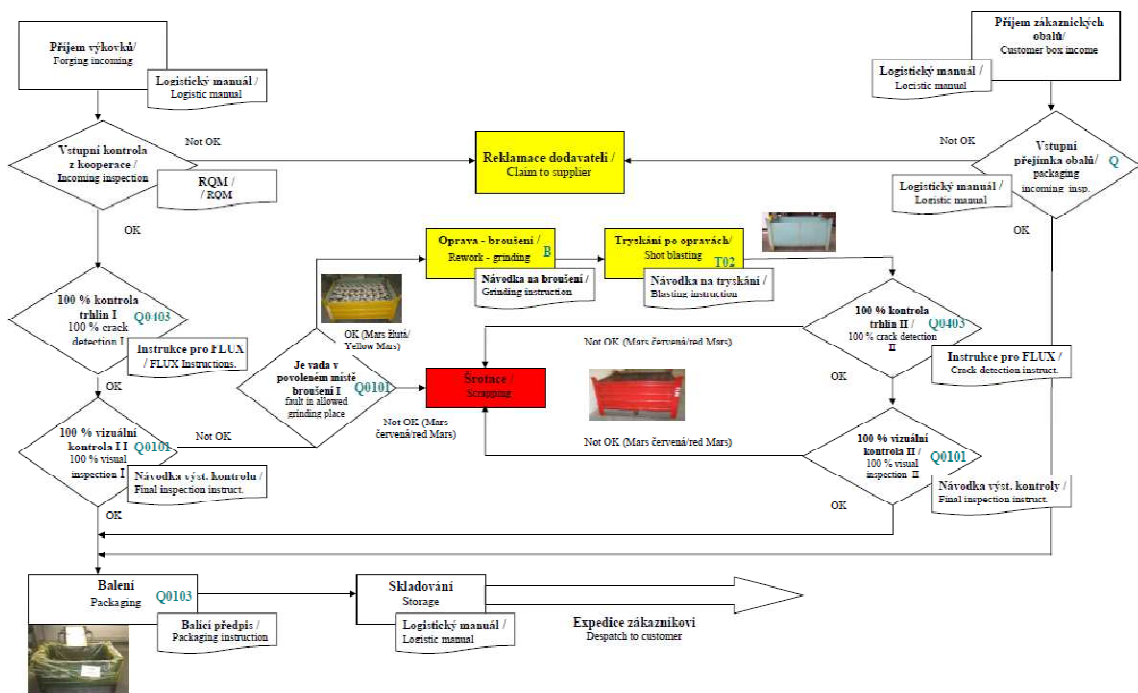 Příjem výkovků/
Forging incoming
Logistický manuál /
Logistic manual
Příjem zákaznických
obalů/
Customer box income
Logistický manuál /
Logistic manual
Vstupní kontrola
z kooperace /
Incoming inspection
Not OK
RQM /
/ RQM
OK
Reklamace dodavateli /
Claim to supplier
Not OK
Vstupní
přejímka obalů/
packaging
incoming insp.
Q
Logistický manuál /
Logistic manual
OK
Oprava - broušení /
Rework - grinding
B
Návodka na broušení /
Grinding instruction
Tryskání po opravách/
Shot blasting
T02
Návodka na tryskání /
Blasting instruction
100 % kontrola
trhlin I
100 % crack
detection I
Q0403
Instrukce pro FLUX
/ FLUX Instructions.
OK
OK (Mars žlutá/
Yellow Mars)
Je vada v
povoleném místě
broušení I
fault in allowed
grinding place
Q0101
Not OK (Mars
červená/red Mars)
Šrotace /
Scrapping
Not OK (Mars červená/red Mars)
100 % kontrola
trhlin II /
100 % crack detection
II
Q0403
Instrukce pro FLUX /
Crack detection instruct.
OK
100 % vizuální
kontrola I I
100 % visual
inspection I
Q0101
Not OK
Návodka výst. kontrolu /
Final inspection instruct.
OK
Not OK (Mars červená/red Mars)
100 % vizuální
kontrola II /
100 % visual
inspection II
Q0101
Návodka výst. kontroly /
Final inspection instruct.
OK
Balení
Packaging
Q0103
Balící předpis /
Packaging instruction
Skladování
Storage
Logistický manuál /
Logistic manual
Expedice zákazníkovi
Despatch to customer